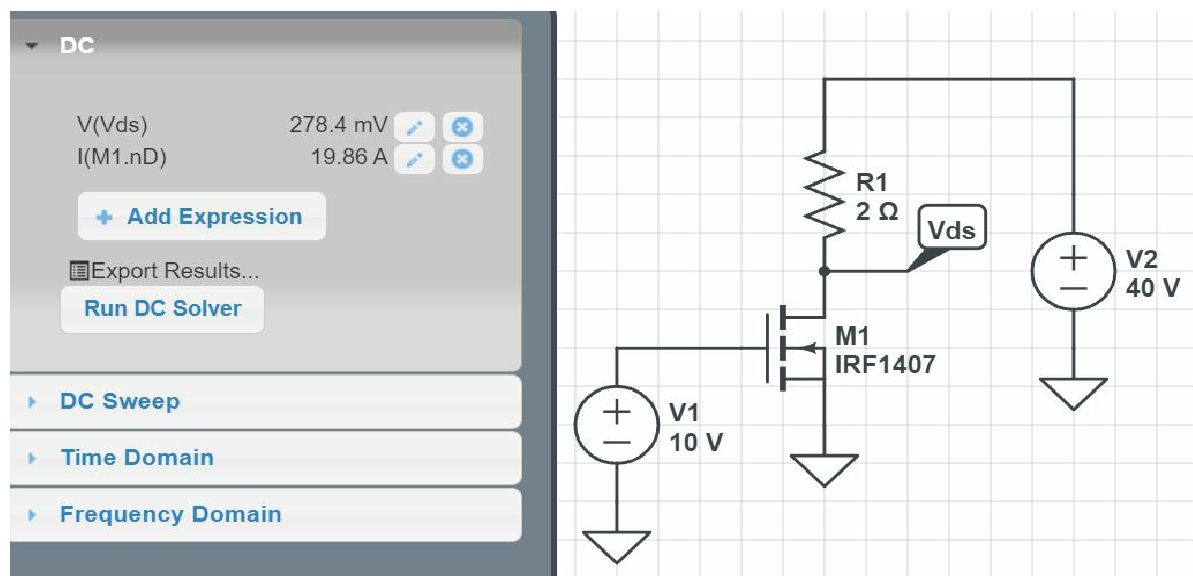 DC
V(Vds) 278.4 mV
I(M1.nD) 19.86 A
Add Expression
Export Results...
Run DC Solver
DC Sweep
Time Domain
Frequency Domain
R1
2 Ω
Vds
V2
40 V
M1
IRF1407
V1
10 V